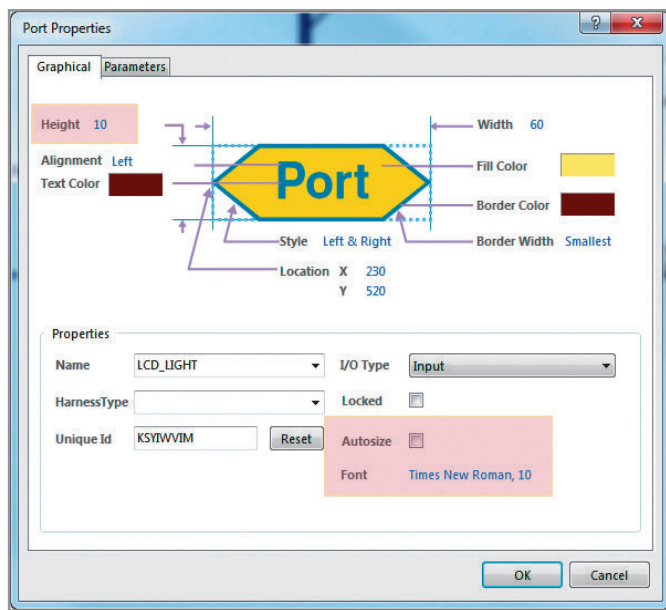 Port Properties
Graphical Parameters
Height 10
Width 60
Alignment Left
Fill Color
Text Color
Port
Border Color
Style Left & Right
Border Width Smallest
Location X 230
Y 520
Properties
Name LCD_LIGHT I/O Type Input
HarnessType Locked
Unique Id KSYIWVIM Reset Autosize
Font Times New Roman, 10
OK Cancel